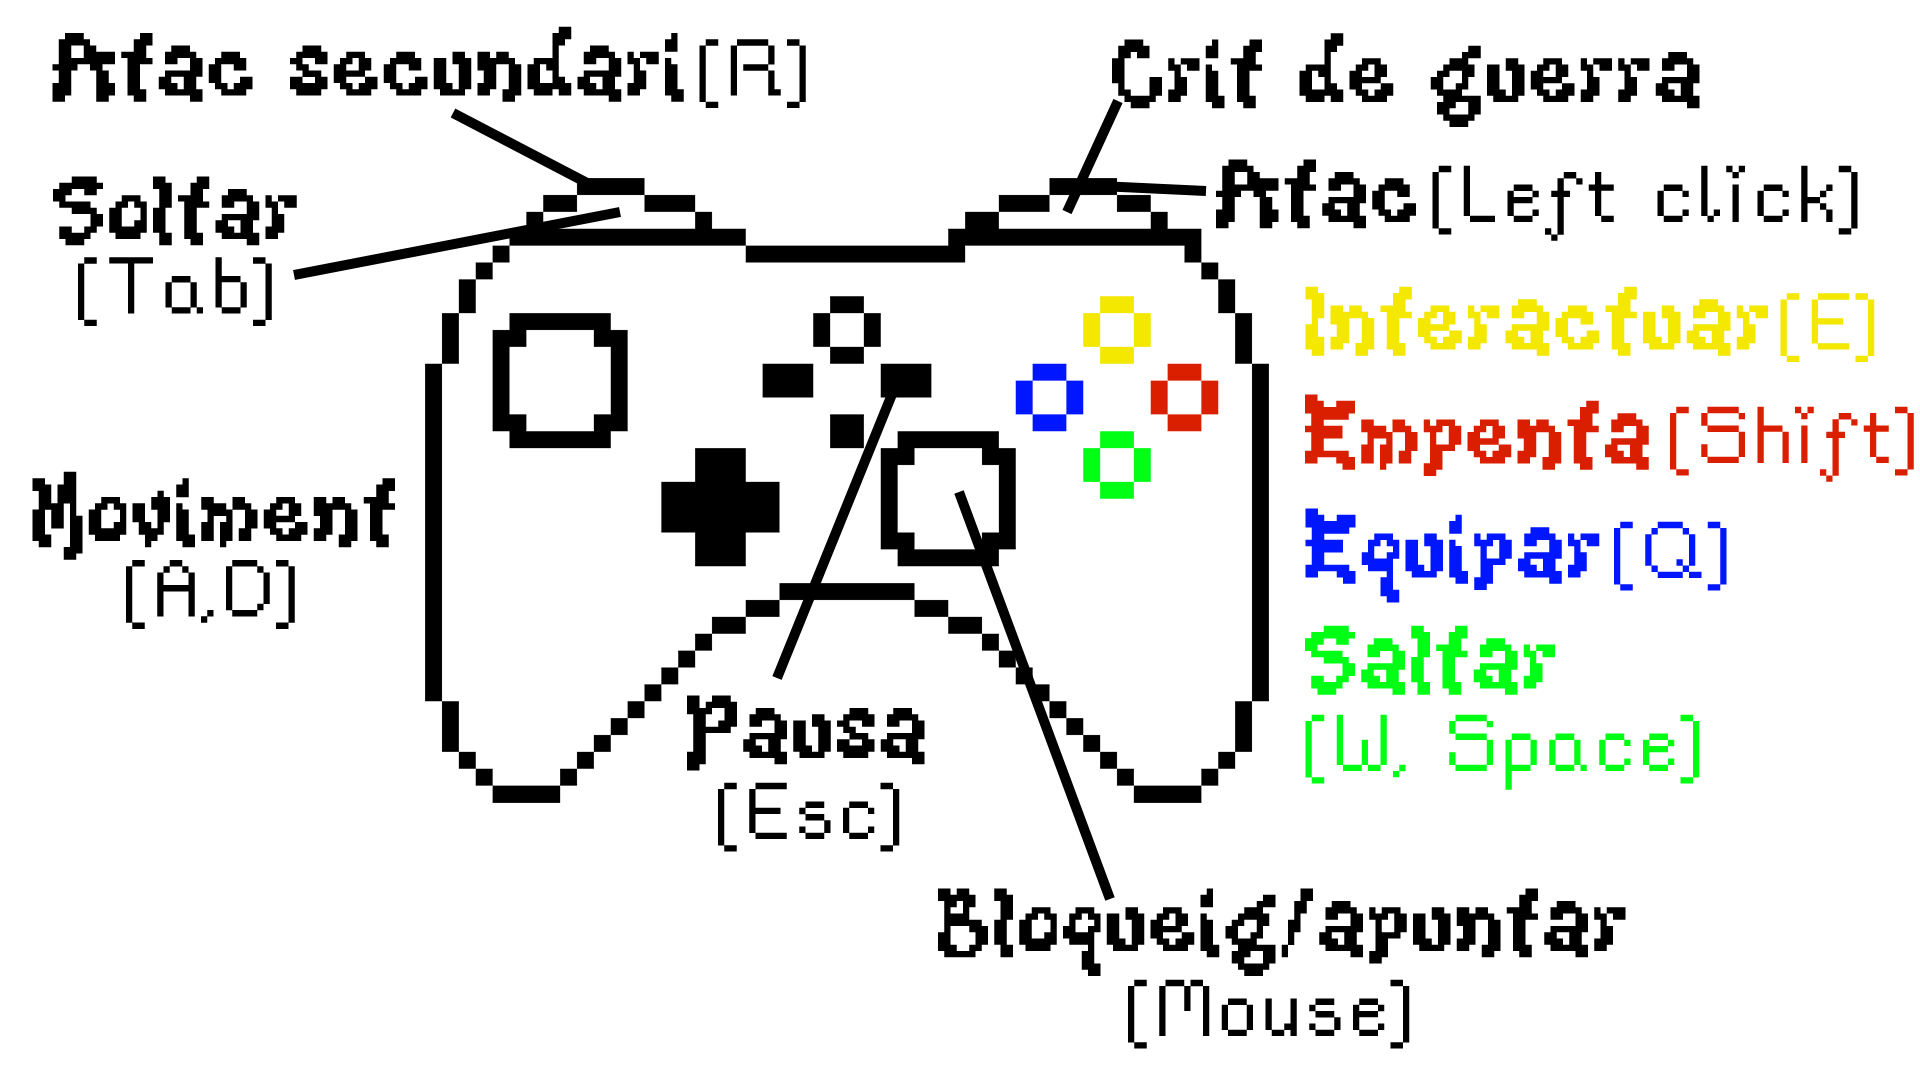 Atac secundari(R)
Crit de guerra
Soltar
(Tab)
Atac(Left click)
Interactuar(E)
Empenta(Shift)
Moviment
(A,D)
Equipar(Q)
Saltar
(W, Space)
Pausa
(Esc)
Bloqueig/apuntar
(Mouse)